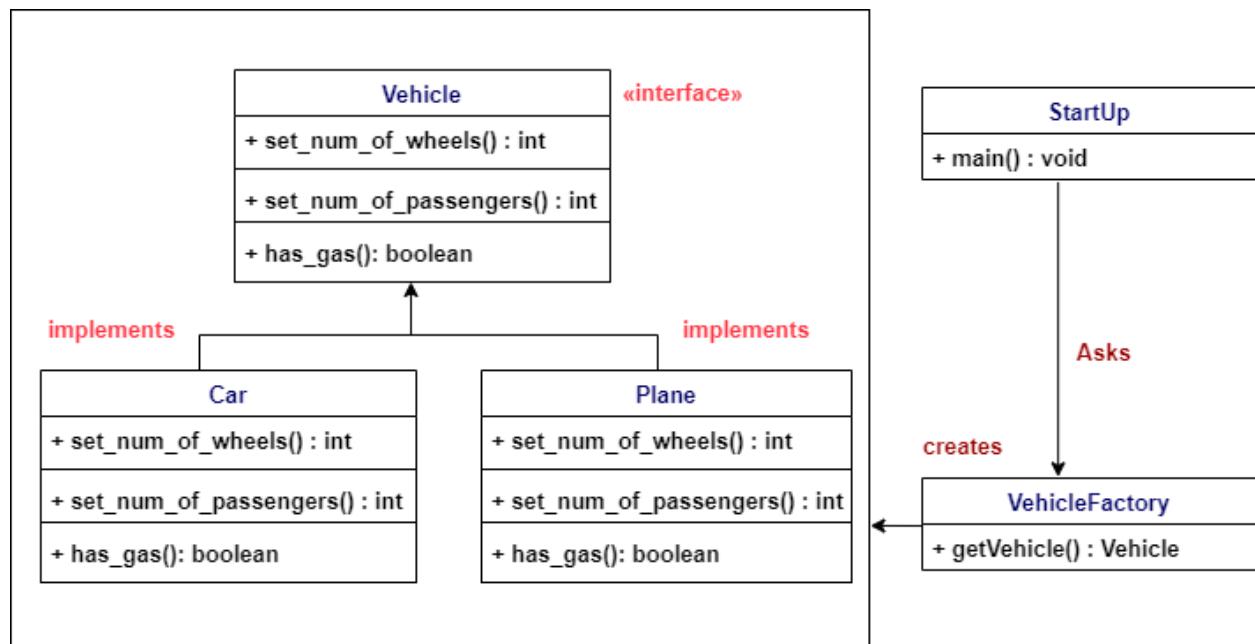 Vehicle
«interface»
+ set_num_of_wheels() : int
+ set_num_of_passengers() : int
+ has_gas(): boolean
implements
implements
Car
+ set_num_of_wheels() : int
+ set_num_of_passengers() : int
+ has_gas(): boolean
Plane
+ set_num_of_wheels() : int
+ set_num_of_passengers() : int
+ has_gas(): boolean
StartUp
+ main() : void
Asks
creates
VehicleFactory
+ getVehicle() : Vehicle